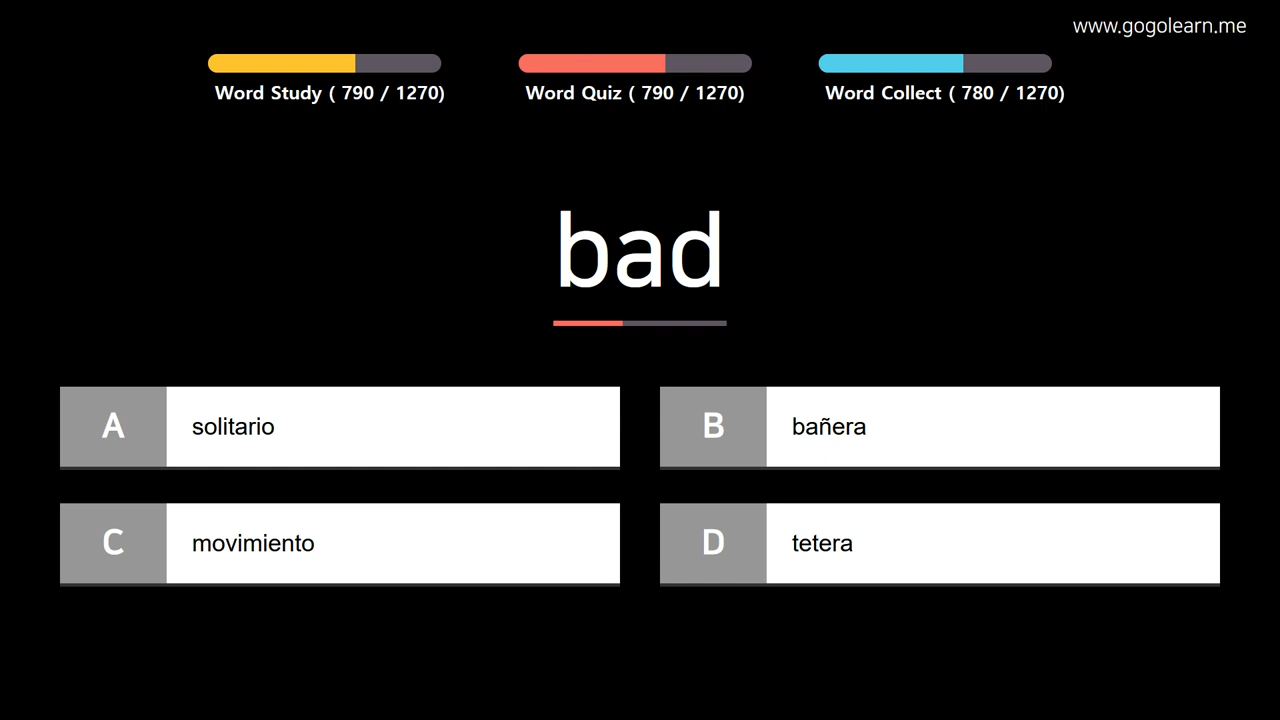 www.gogolearn.me
Word Study ( 790 / 1270)
Word Quiz ( 790 / 1270)
Word Collect ( 780 / 1270)
bad
A solitario
B bañera
C movimiento
D tetera